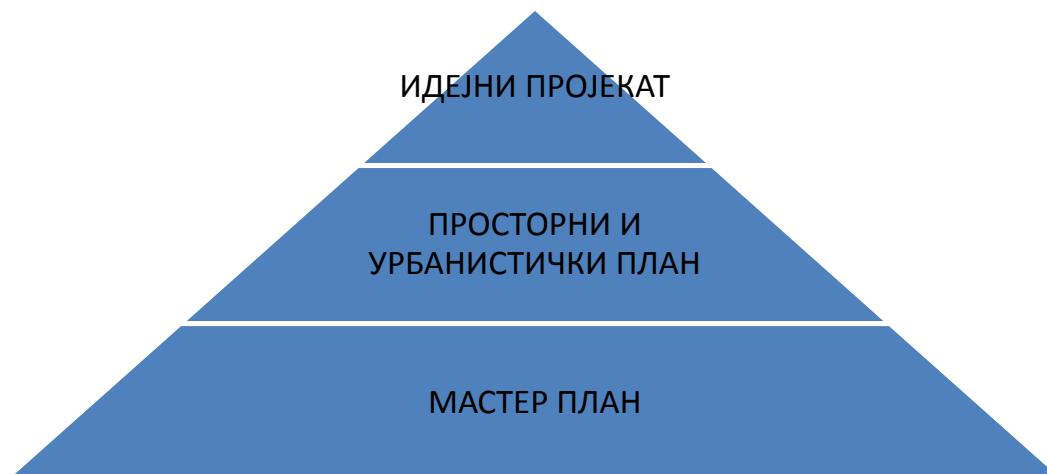 ИДЕЈНИ ПРОЈЕКАТ
ПРОСТОРНИ И
УРБАНИСТИЧКИ ПЛАН
МАСТЕР ПЛАН